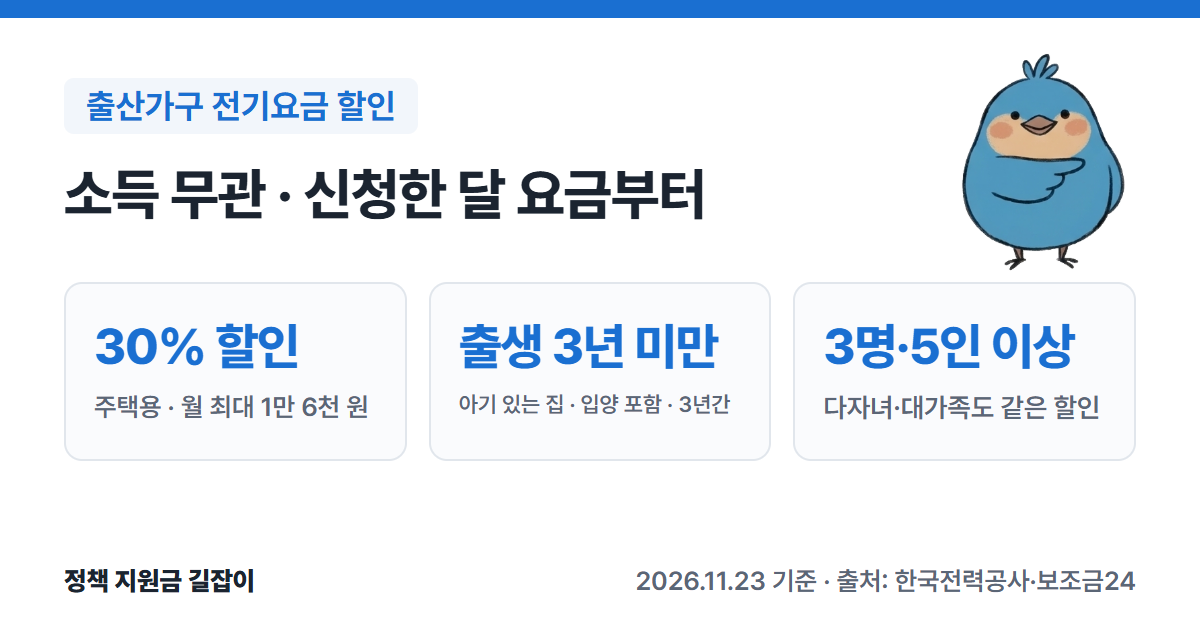 출산가구 전기요금 할인
소득 무관 · 신청한 달 요금부터
30% 할인
주택용 · 월 최대 1만 6천 원
출생 3년 미만
아기 있는 집 · 입양 포함 · 3년간
3명·5인 이상
다자녀·대가족도 같은 할인
정책 지원금 길잡이
2026.11.23 기준 · 출처: 한국전력공사·보조금24